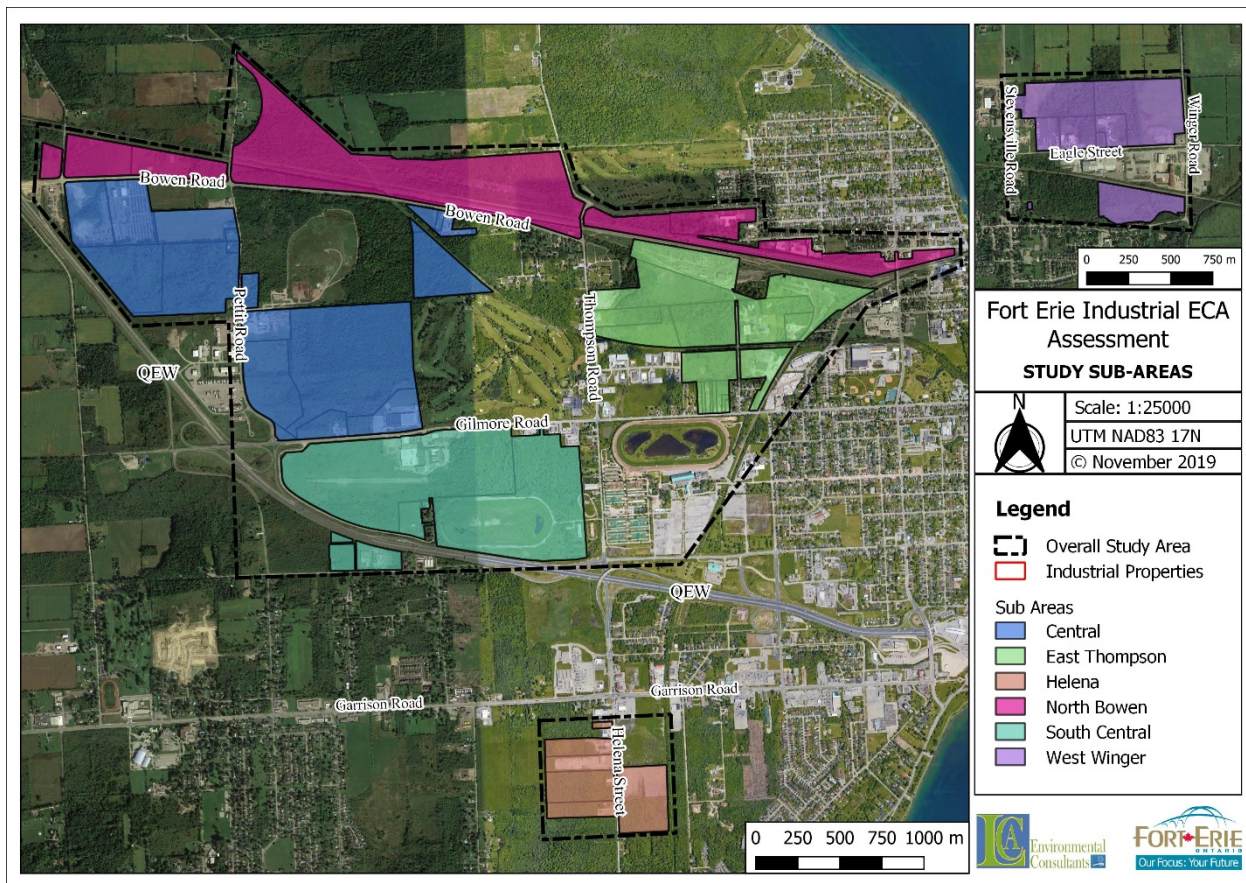 Bowen Road
Bowen Road
Pettit Road
Thompson Road
QEW
Gilmore Road
QEW
Garrison Road
Garrison Road
Helena Street
0 250 500 750 1000 m
Stevensville Road
Winger Road
Eagle Street
0 250 500 750 m
Fort Erie Industrial ECA
Assessment
STUDY SUB-AREAS
N
Scale: 1:25000
UTM NAD83 17N
© November 2019
Legend
Overall Study Area
Industrial Properties
Sub Areas
Central
East Thompson
Helena
North Bowen
South Central
West Winger
LCA
Environmental
Consultants
FORT ERIE
ONTARIO
Our Focus: Your Future